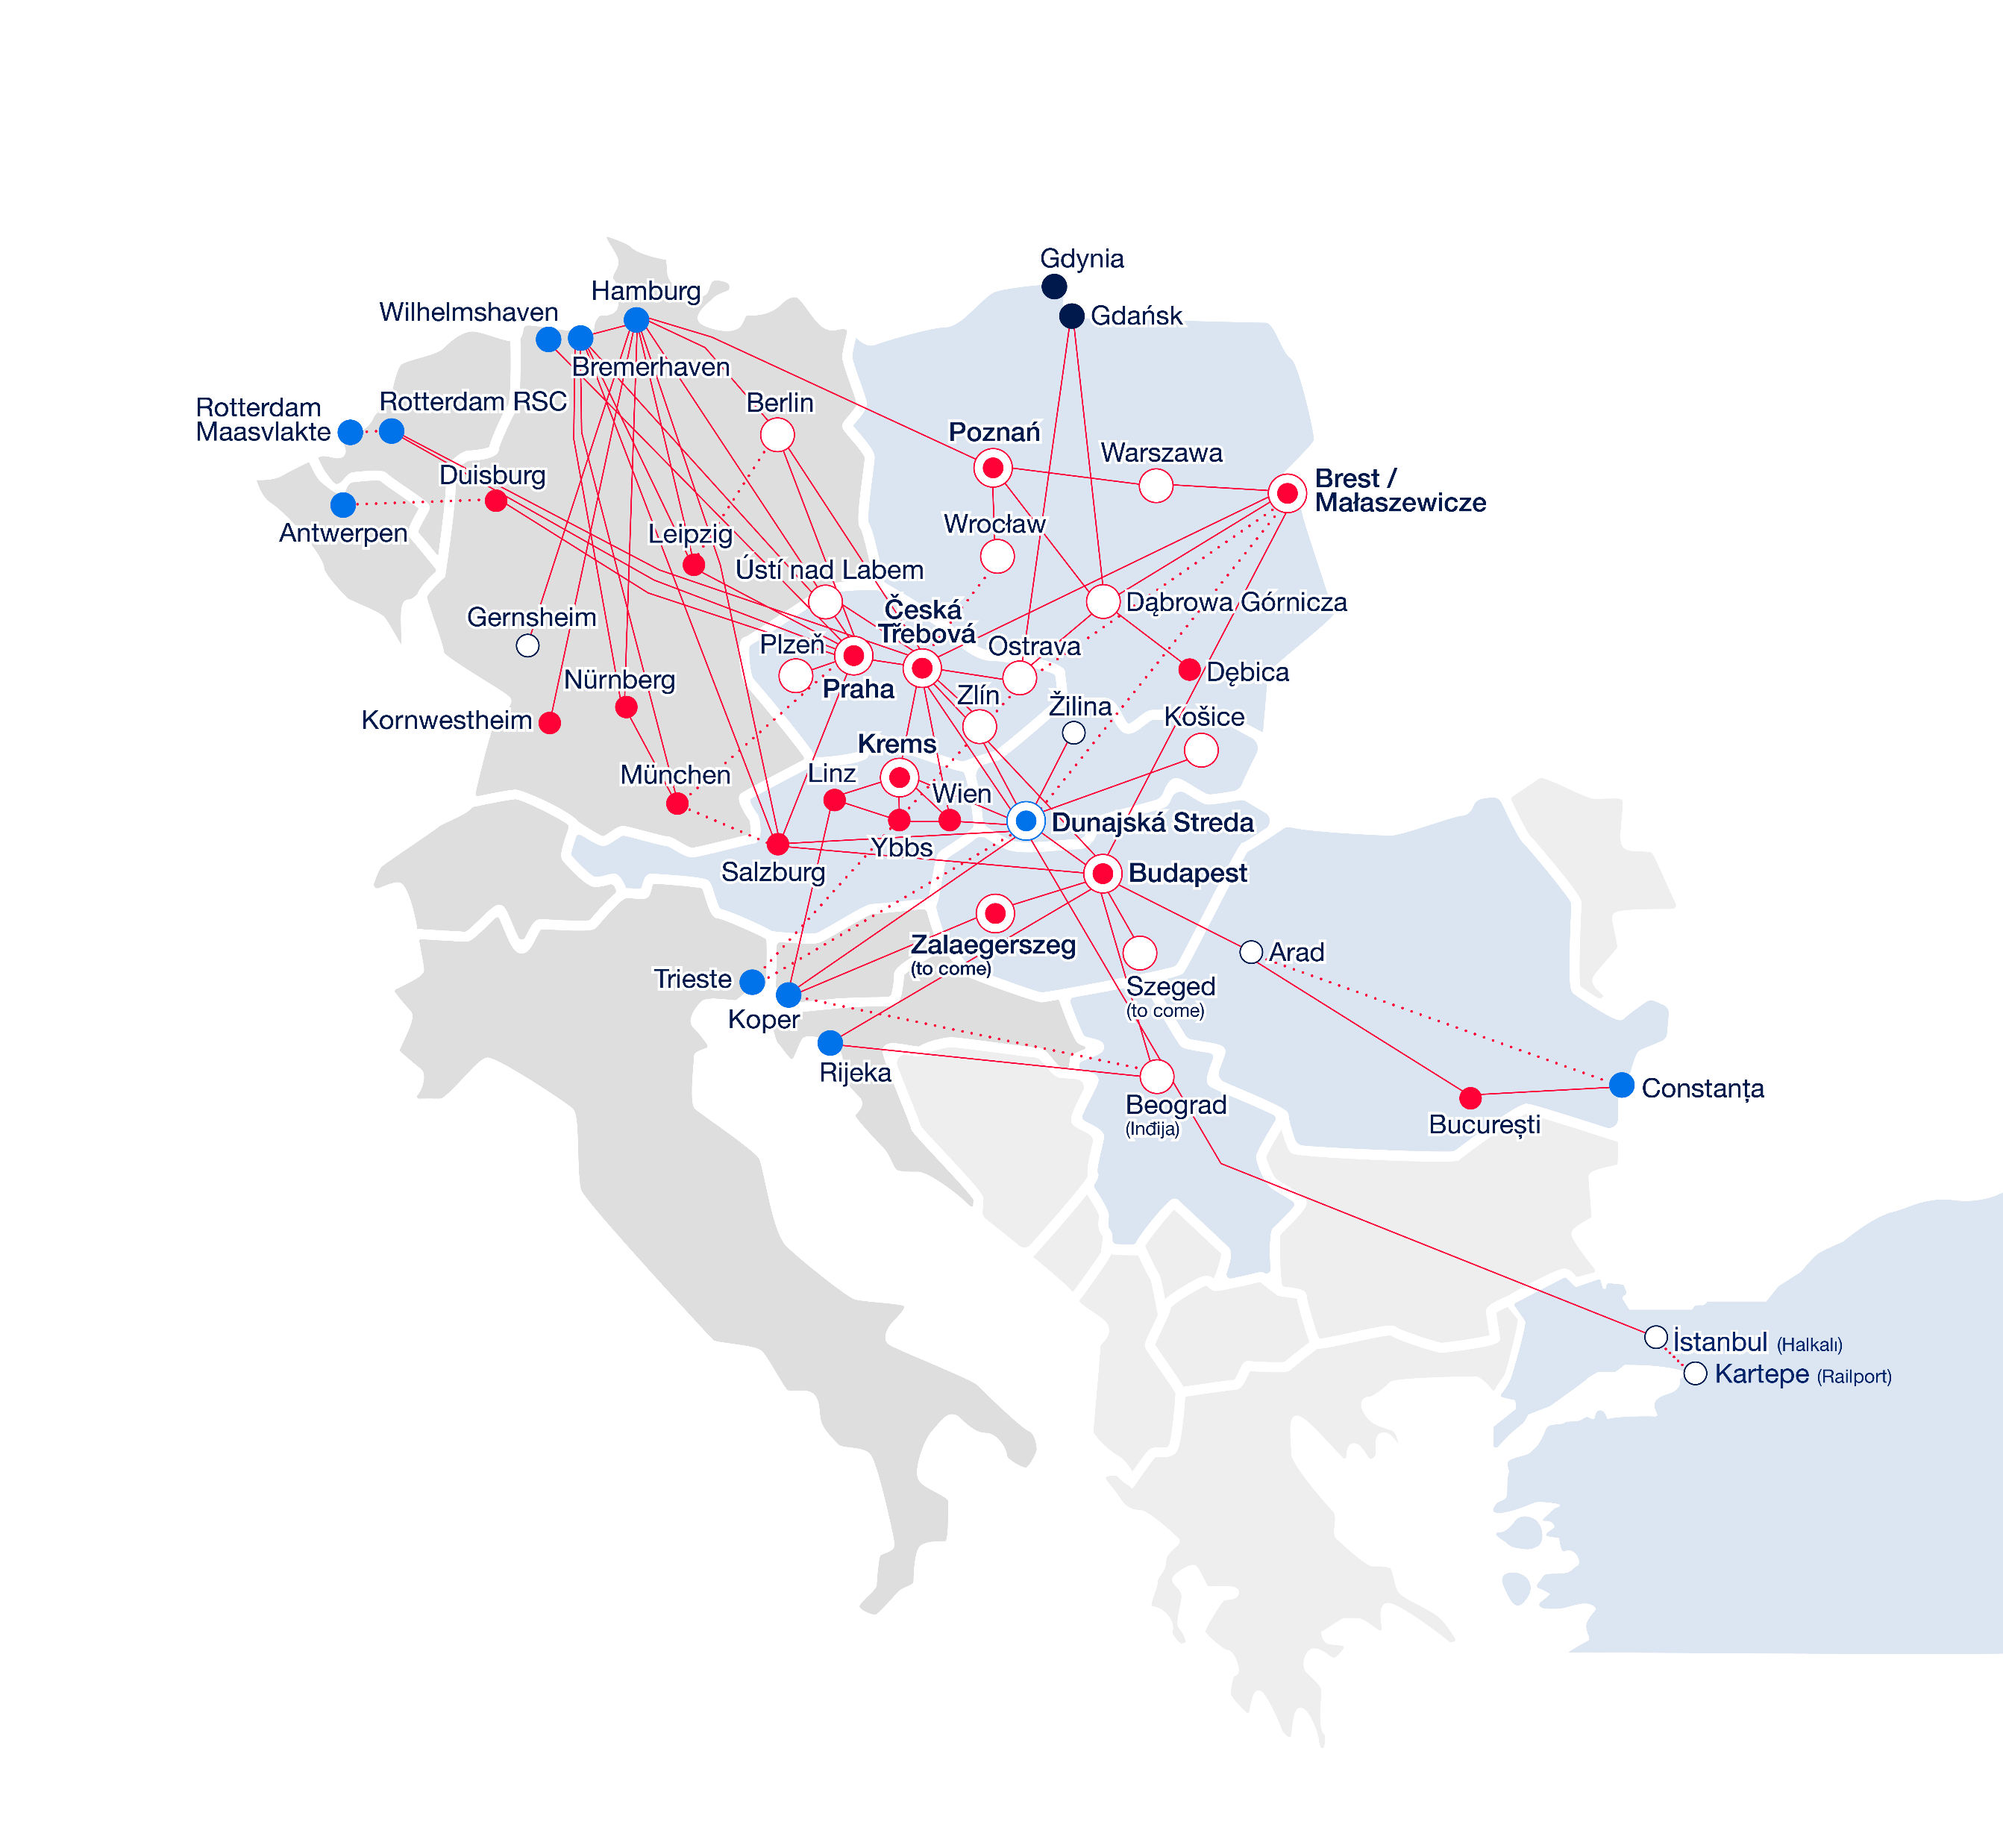 Gdynia
Hamburg
Wilhelmshaven
Gdańsk
Bremerhaven
Rotterdam
Maasvlakte
Rotterdam RSC
Berlin
Poznań
Warszawa
Duisburg
Brest /
Małaszewicze
Antwerpen
Wrocław
Leipzig
Ústí nad Labem
Česká
Třebová
Dąbrowa Górnicza
Gernsheim
Plzeň
Ostrava
Dębica
Nürnberg
Praha
Zlín
Žilina
Košice
Kornwestheim
Krems
München
Linz
Wien
Dunajská Streda
Ybbs
Salzburg
Budapest
Zalaegerszeg
(to come)
Arad
Trieste
Szeged
(to come)
Koper
Rijeka
Constanța
Beograd
(Inđija)
București
İstanbul (Halkalı)
Kartepe (Railport)